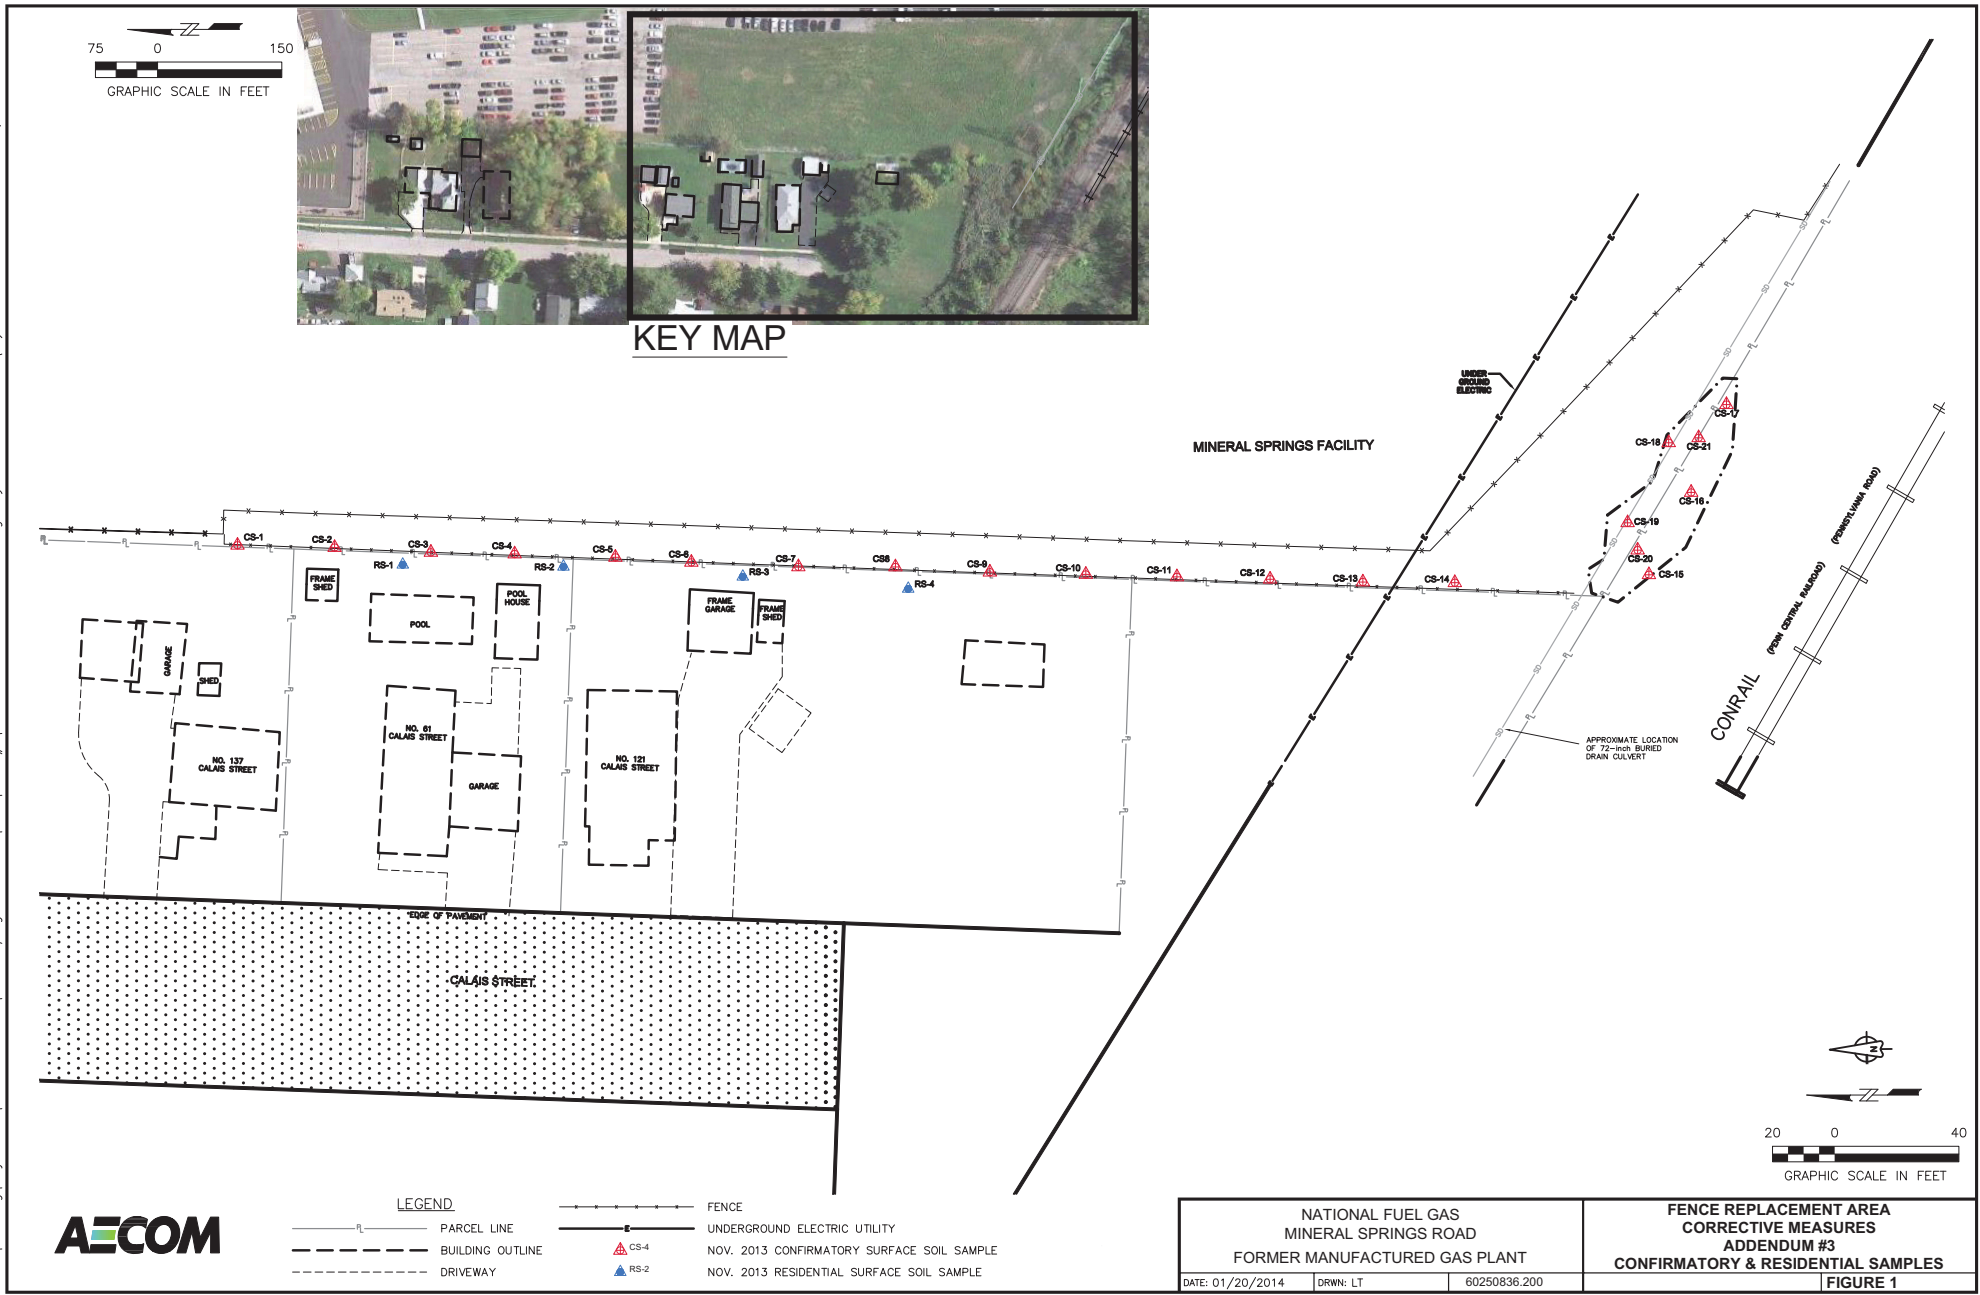 75 0 150
GRAPHIC SCALE IN FEET
KEY MAP
UNDER
GROUND
ELECTRIC
MINERAL SPRINGS FACILITY
CS-17
CS-18
CS-21
CS-16
CS-19
CS-20
CS-15
CS-1
CS-2
CS-3
CS-4
CS-5
CS-6
CS-7
CS8
CS-9
CS-10
CS-11
CS-12
CS-13
CS-14
RS-1
RS-2
RS-3
RS-4
FRAME
SHED
POOL
POOL
HOUSE
FRAME
GARAGE
FRAME
SHED
GARAGE
SHED
NO. 137
CALAIS STREET
NO. 61
CALAIS STREET
GARAGE
NO. 121
CALAIS STREET
(PENNSYLVANIA ROAD)
(PENN CENTRAL RAILROAD)
CONRAIL
APPROXIMATE LOCATION
OF 72-inch BURIED
DRAIN CULVERT
EDGE OF PAVEMENT
CALAIS STREET
N
20 0 40
GRAPHIC SCALE IN FEET
AECOM
LEGEND
PL PARCEL LINE
BUILDING OUTLINE
DRIVEWAY
FENCE
E UNDERGROUND ELECTRIC UTILITY
CS-4 NOV. 2013 CONFIRMATORY SURFACE SOIL SAMPLE
RS-2 NOV. 2013 RESIDENTIAL SURFACE SOIL SAMPLE
NATIONAL FUEL GAS
MINERAL SPRINGS ROAD
FORMER MANUFACTURED GAS PLANT
DATE: 01/20/2014 DRWN: LT 60250836.200
FENCE REPLACEMENT AREA
CORRECTIVE MEASURES
ADDENDUM #3
CONFIRMATORY & RESIDENTIAL SAMPLES
FIGURE 1